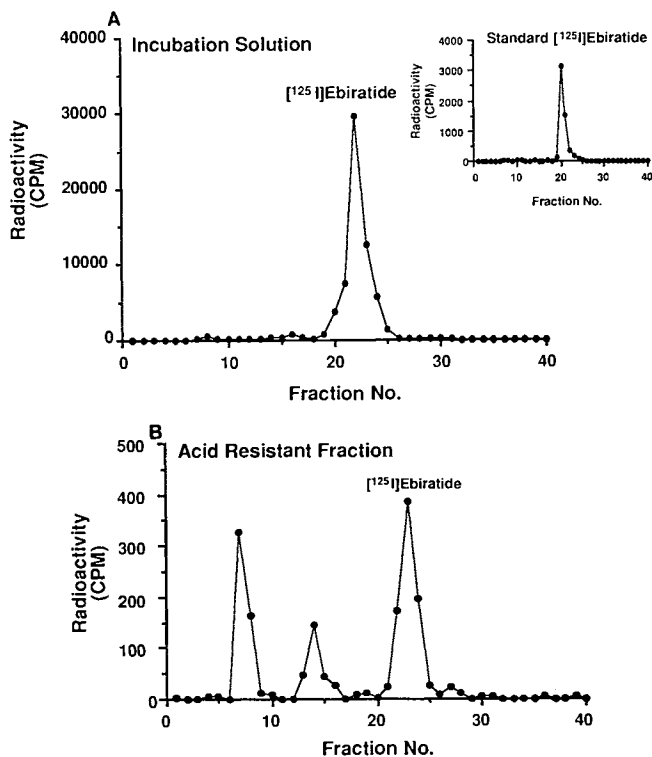 A
Incubation Solution
[125 I]Ebiratide
40000
30000
20000
10000
0
Radioactivity
(CPM)
0
10
20
30
40
Fraction No.
Standard [125I]Ebiratide
4000
3000
2000
1000
0
Radioactivity
(CPM)
0
10
20
30
40
Fraction No.
B
Acid Resistant Fraction
[125I]Ebiratide
500
400
300
200
100
0
Radioactivity
(CPM)
0
10
20
30
40
Fraction No.